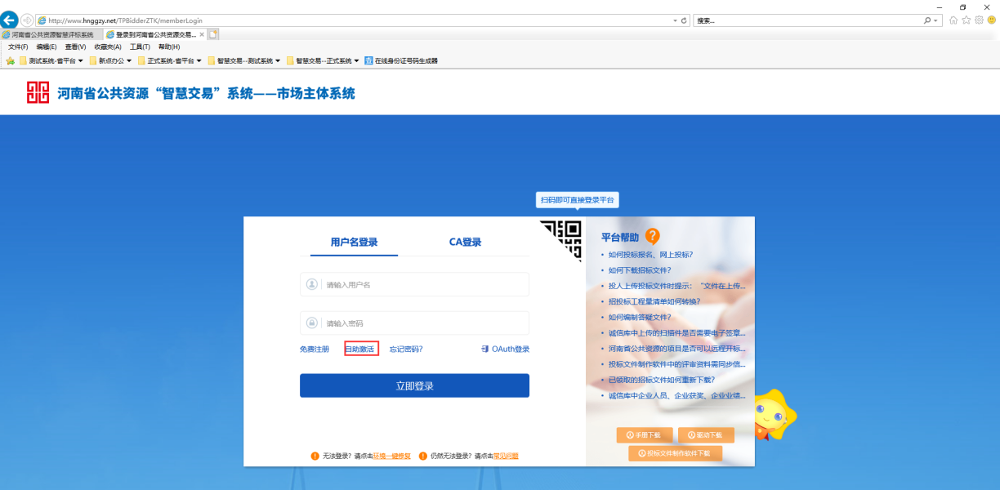 http://www.hnggzy.net/TPBidderZTK/memberLogin
搜索...
河南省公共资源智慧评标系统
登录到河南省公共资源交易...
文件(F) 编辑(E) 查看(V) 收藏夹(A) 工具(T) 帮助(H)
测试系统-省平台 新点办公 正式系统-省平台 智慧交易--测试系统 智慧交易--正式系统 在线身份证号码生成器
河南省公共资源“智慧交易”系统——市场主体系统
扫码即可直接登录平台
用户名登录 CA登录
请输入用户名
请输入密码
免费注册 自助激活 忘记密码? OAuth登录
立即登录
无法登录？请点击环境一键修复 仍然无法登录？请点击常见问题
平台帮助
如何投标报名、网上投标?
如何下载招标文件?
投人上传投标文件时提示：“文件在上传...
招投标工程量清单如何转换?
如何编制答疑文件?
诚信库中上传的扫描件是否需要电子签章...
河南省公共资源的项目是否可以远程开标...
投标文件制作软件中的评审资料需同步信...
已领取的招标文件如何重新下载?
诚信库中企业人员、企业获奖、企业业绩...
手册下载 驱动下载
投标文件制作软件下载